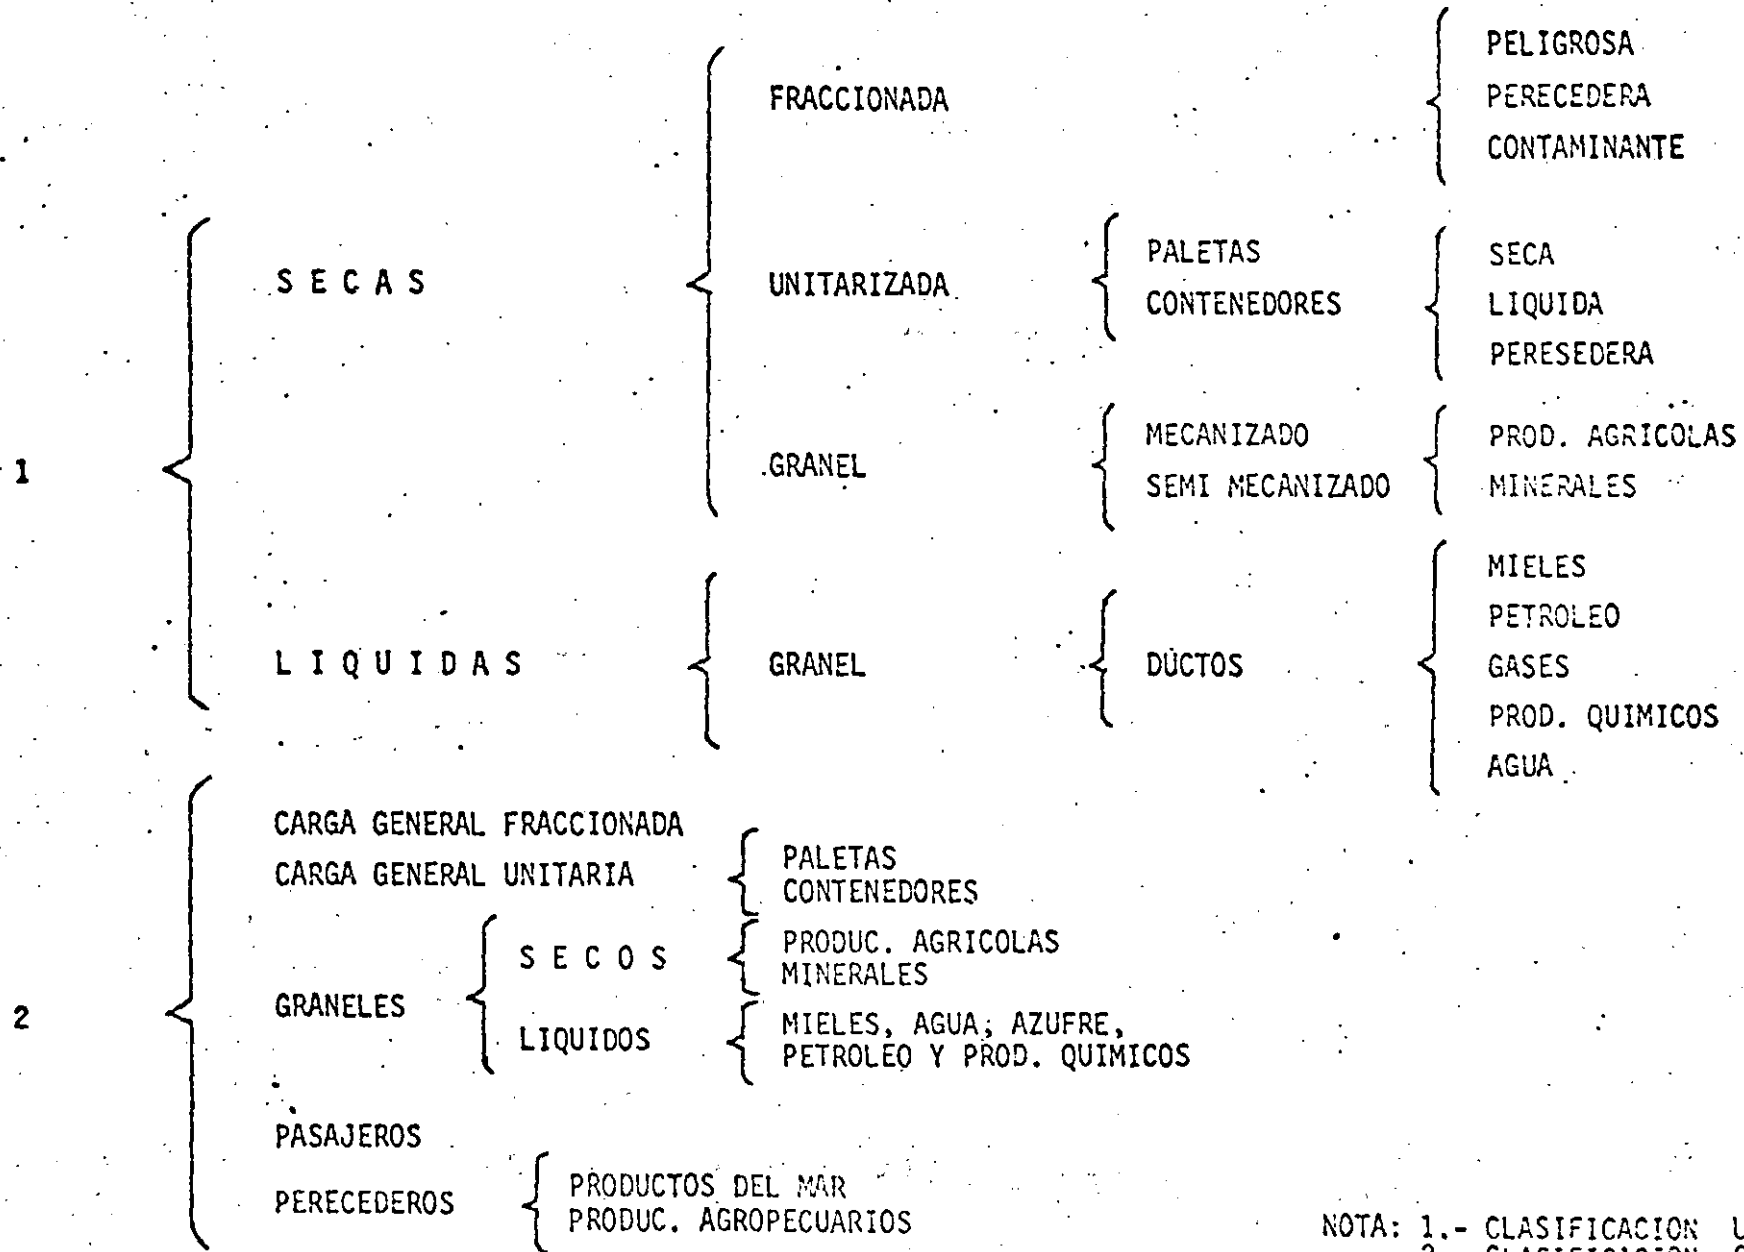 PELIGROSA
FRACCIONADA
PERECEDERA
CONTAMINANTE
1
S E C A S
UNITARIZADA
PALETAS
CONTENEDORES
SECA
LIQUIDA
PERESEDERA
GRANEL
MECANIZADO
SEMI MECANIZADO
PROD. AGRICOLAS
MINERALES
L I Q U I D A S
GRANEL
DUCTOS
MIELES
PETROLEO
GASES
PROD. QUIMICOS
AGUA
2
CARGA GENERAL FRACCIONADA
CARGA GENERAL UNITARIA
PALETAS
CONTENEDORES
GRANELES
S E C O S
PRODUC. AGRICOLAS
MINERALES
LIQUIDOS
MIELES, AGUA; AZUFRE,
PETROLEO Y PROD. QUIMICOS
PASAJEROS
PERECEDEROS
PRODUCTOS DEL MAR
PRODUC. AGROPECUARIOS
NOTA: 1.- CLASIFICACION